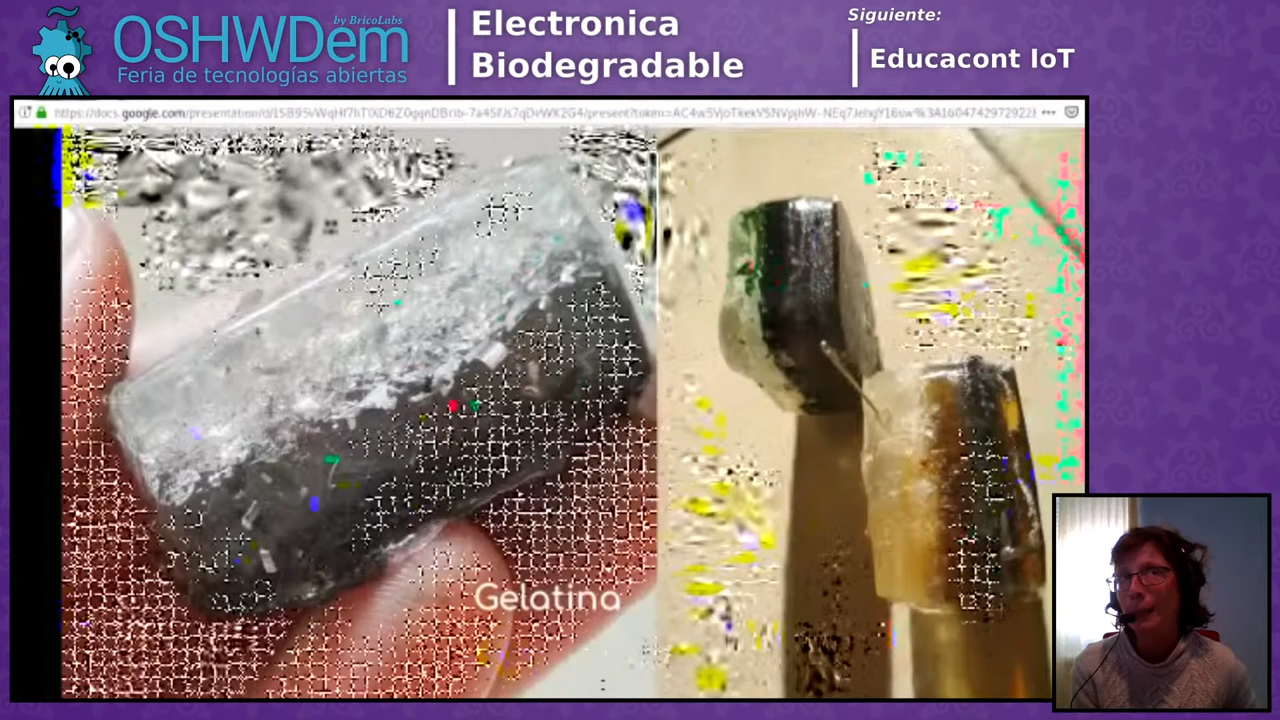 by BricoLabs
OSHWDem
Feria de tecnologías abiertas
Electronica
Biodegradable
Siguiente:
Educacont IoT
Gelatina